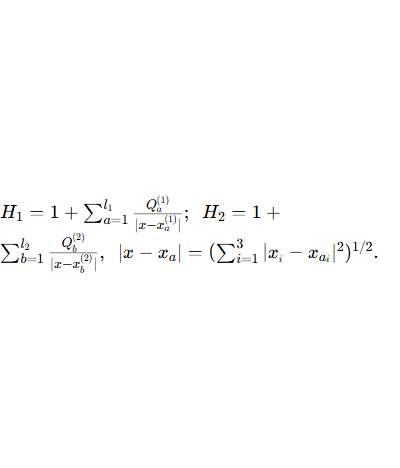 $H_1 = 1 + \sum_{a=1}^{l_1} \frac{Q_a^{(1)}}{|x-x_a^{(1)}|}$; $H_2 = 1 +$
$\sum_{b=1}^{l_2} \frac{Q_b^{(2)}}{|x-x_b^{(2)}|}$, $|x - x_a| = (\sum_{i=1}^{3} |x_i - x_{a_i}|^2)^{1/2}$.